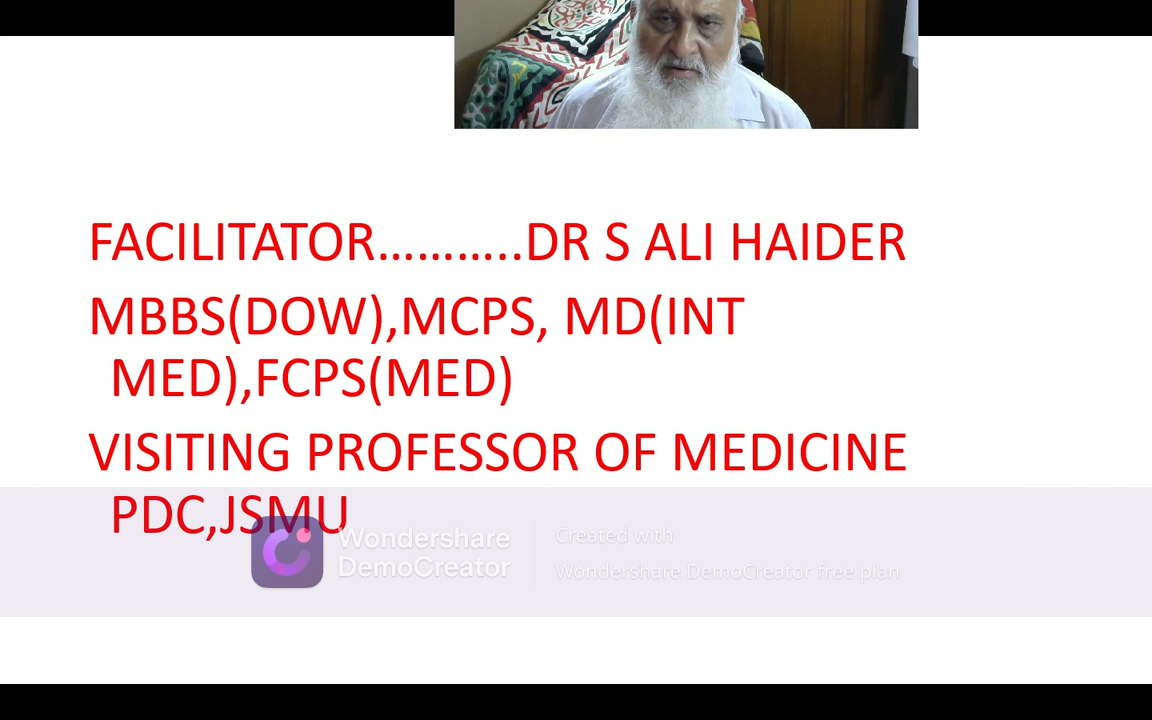 FACILITATOR………..DR S ALI HAIDER
MBBS(DOW),MCPS, MD(INT
MED),FCPS(MED)
VISITING PROFESSOR OF MEDICINE
PDC,JSMU
Wondershare
DemoCreator
Created with
Wondershare DemoCreator free plan